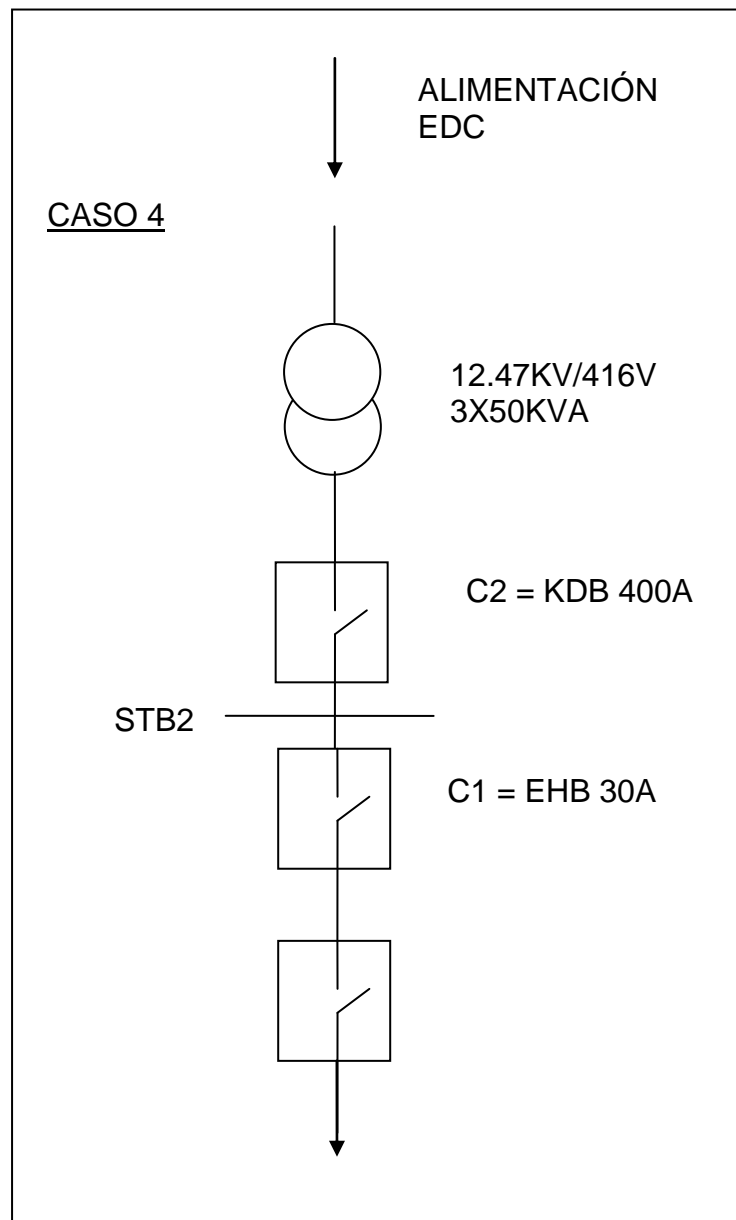 ALIMENTACIÓN
EDC
CASO 4
12.47KV/416V
3X50KVA
C2 = KDB 400A
STB2
C1 = EHB 30A